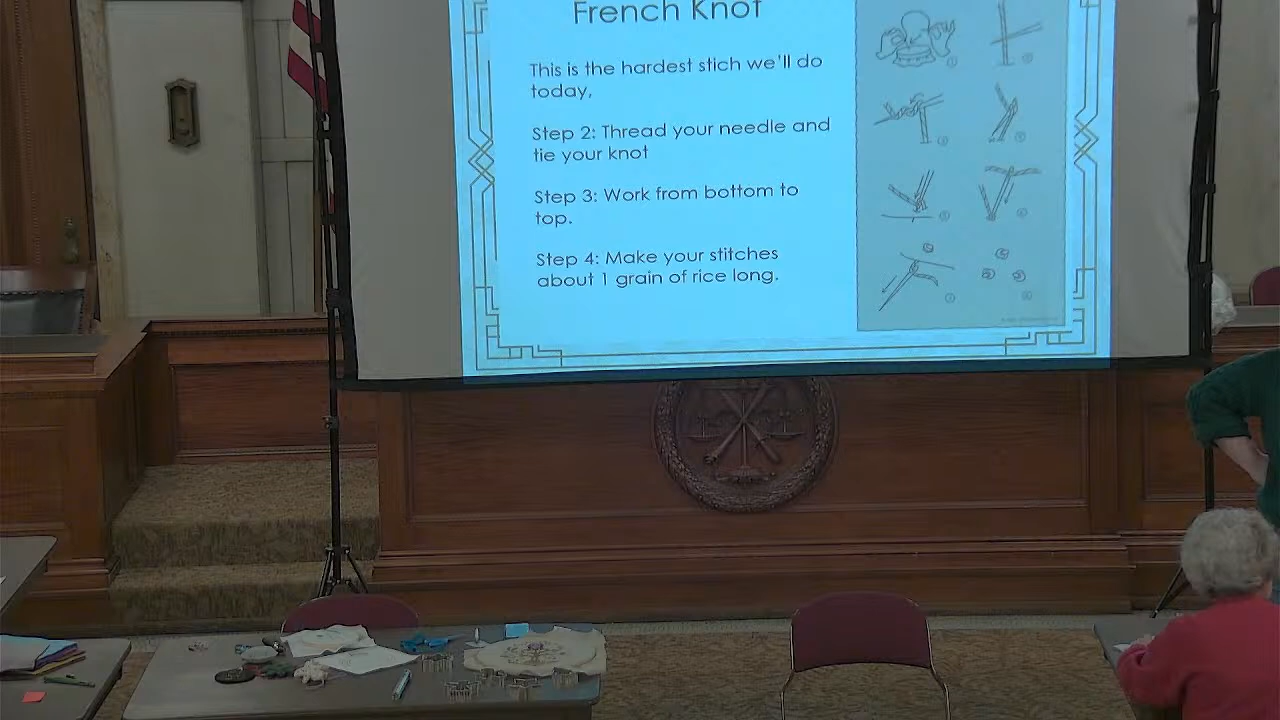 French Knot
This is the hardest stich we'll do
today,
Step 2: Thread your needle and
tie your knot
Step 3: Work from bottom to
top.
Step 4: Make your stitches
about 1 grain of rice long.